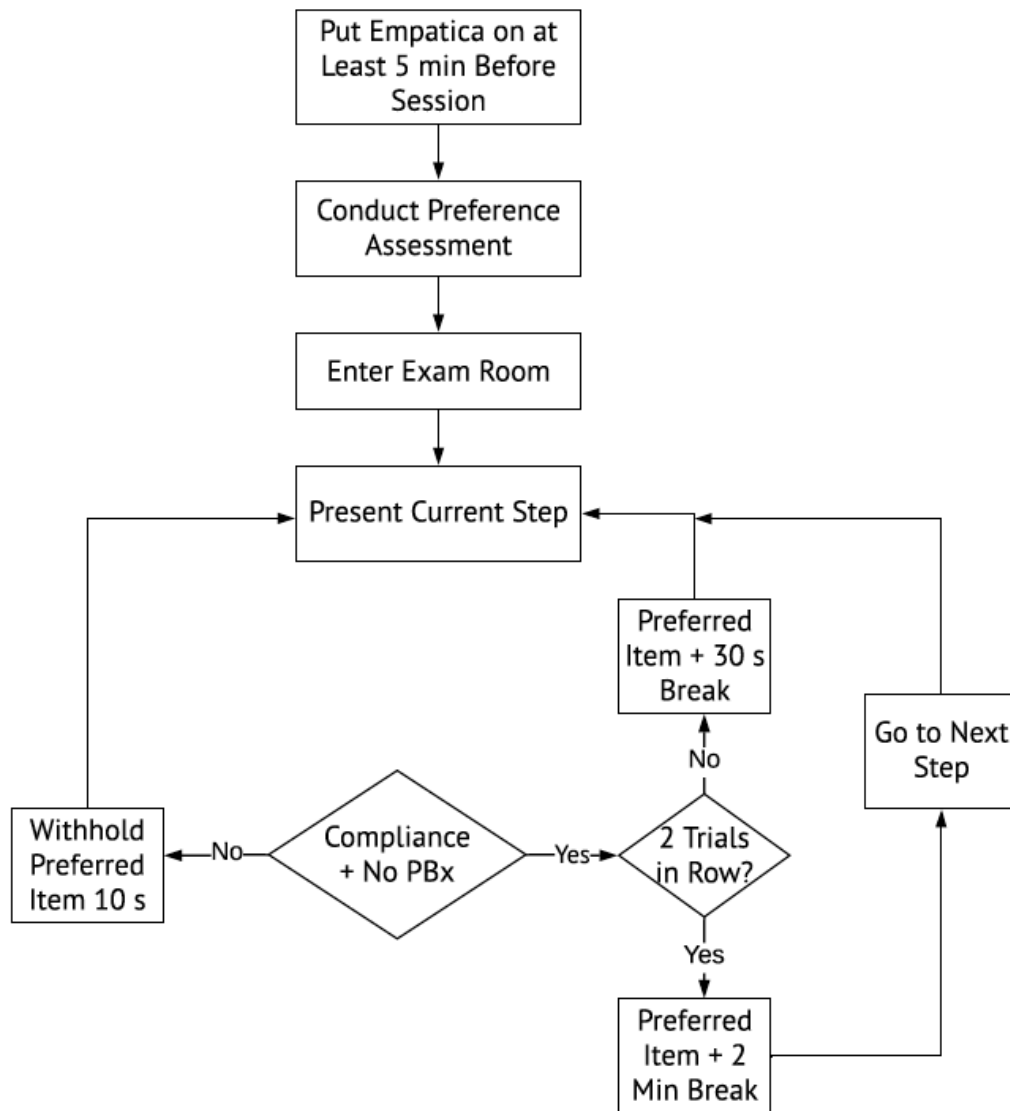 Put Empatica on at
Least 5 min Before
Session
Conduct Preference
Assessment
Enter Exam Room
Present Current Step
Preferred
Item + 30 s
Break
Go to Next
Step
No
Withhold
Preferred
Item 10 s
No
Compliance
+ No PBx
Yes
2 Trials
in Row?
Yes
Preferred
Item + 2
Min Break